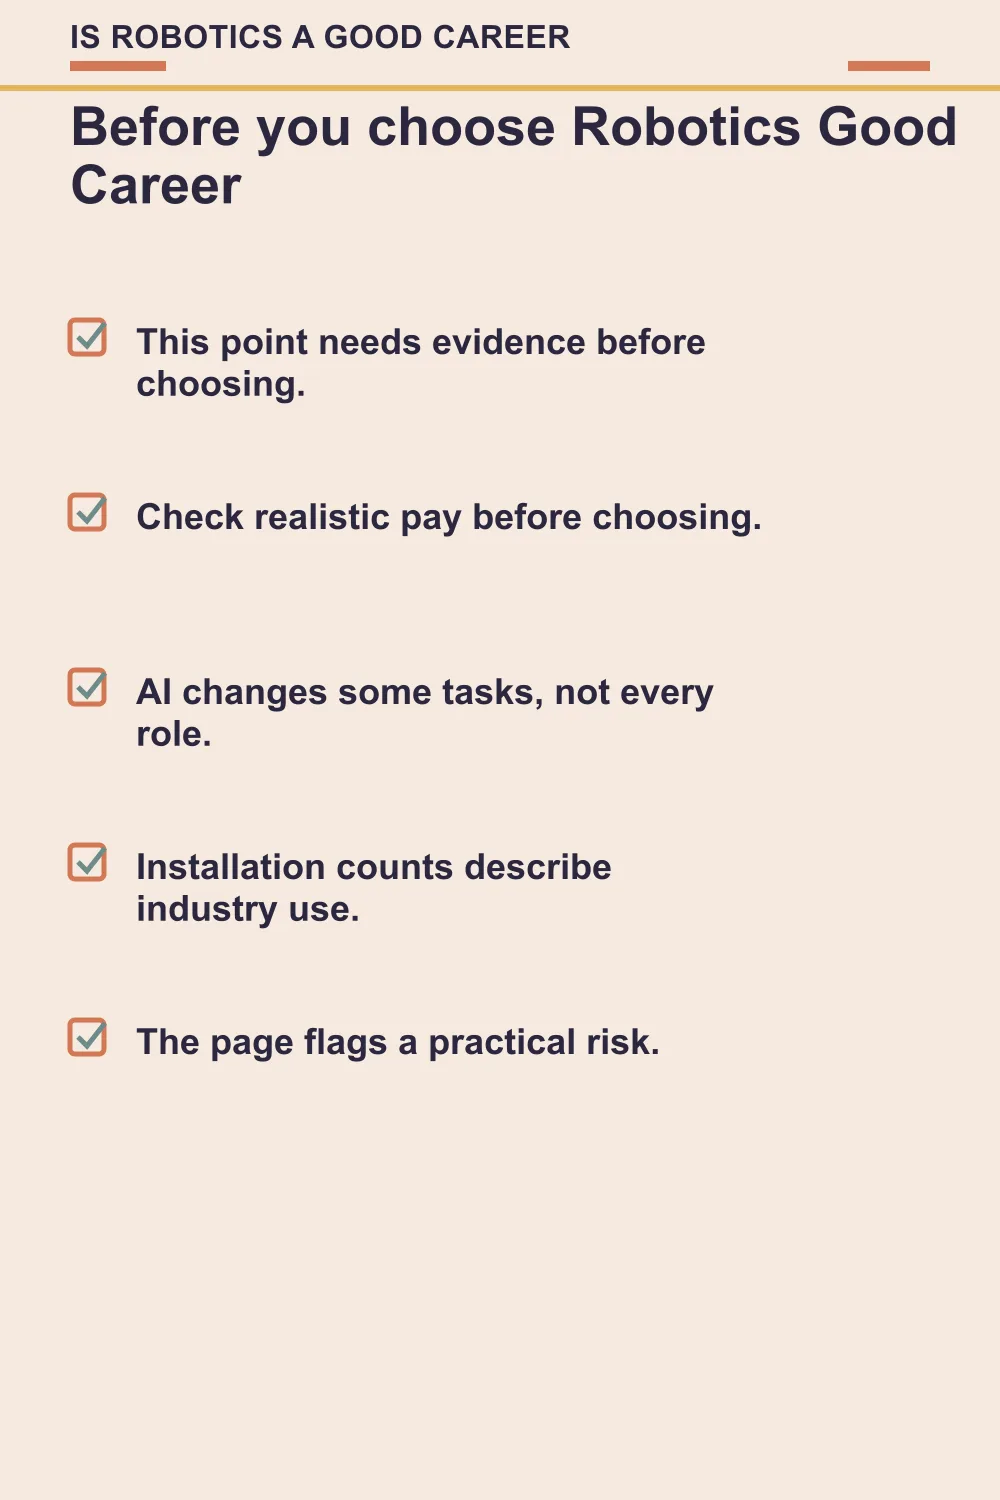 IS ROBOTICS A GOOD CAREER
Before you choose Robotics Good
Career
This point needs evidence before
choosing.
Check realistic pay before choosing.
AI changes some tasks, not every
role.
Installation counts describe
industry use.
The page flags a practical risk.